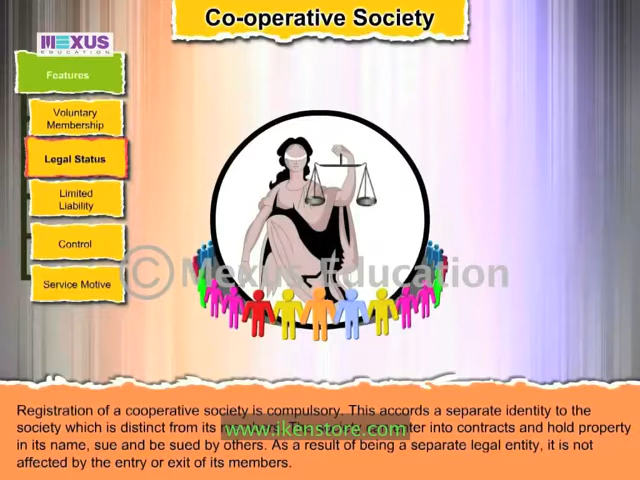 Co-operative Society
MEXUS
EDUCATION
Features
Voluntary
Membership
Legal Status
Limited
Liability
Control
Service Motive
© Mexus Education
Registration of a cooperative society is compulsory. This accords a separate identity to the
society which is distinct from its enter into contracts and hold property
www.ikenstore.com
in its name, sue and be sued by others. As a result of being a separate legal entity, it is not
affected by the entry or exit of its members.